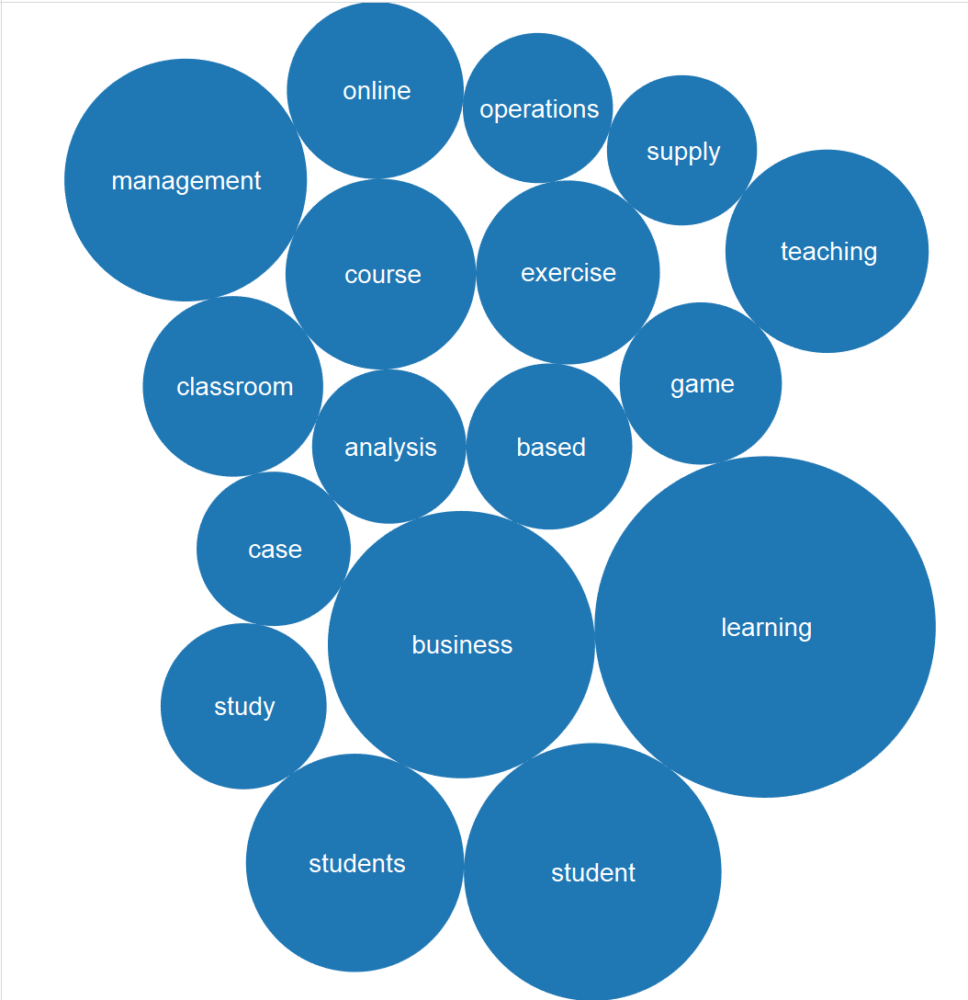 online
operations
supply
management
teaching
course
exercise
classroom
game
analysis
based
case
business
learning
study
students
student